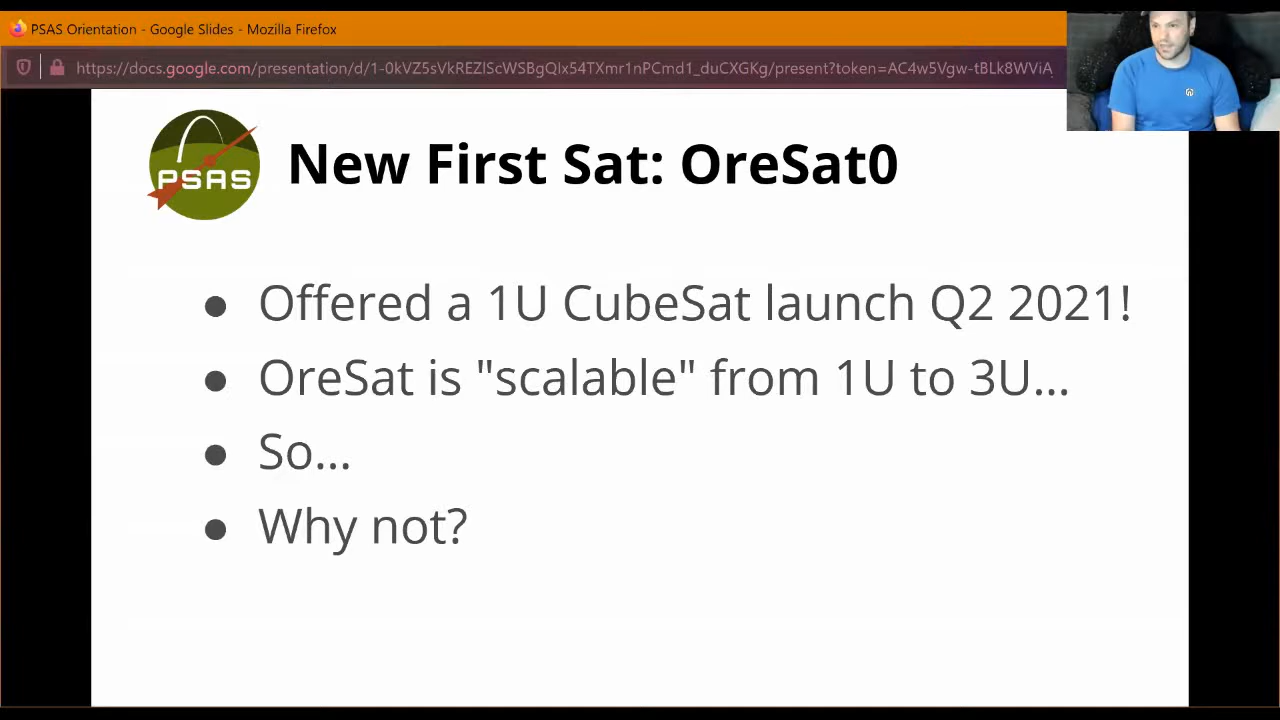 PSAS Orientation - Google Slides - Mozilla Firefox
https://docs.google.com/presentation/d/1-0kVZ5sVkREZIScWSBgQIx54TXmr1nPCmd1_duCXGKg/present?token=AC4w5Vgw-tBLk8WViA
PSAS
New First Sat: OreSat0
● Offered a 1U CubeSat launch Q2 2021!
● OreSat is "scalable" from 1U to 3U...
● So...
● Why not?